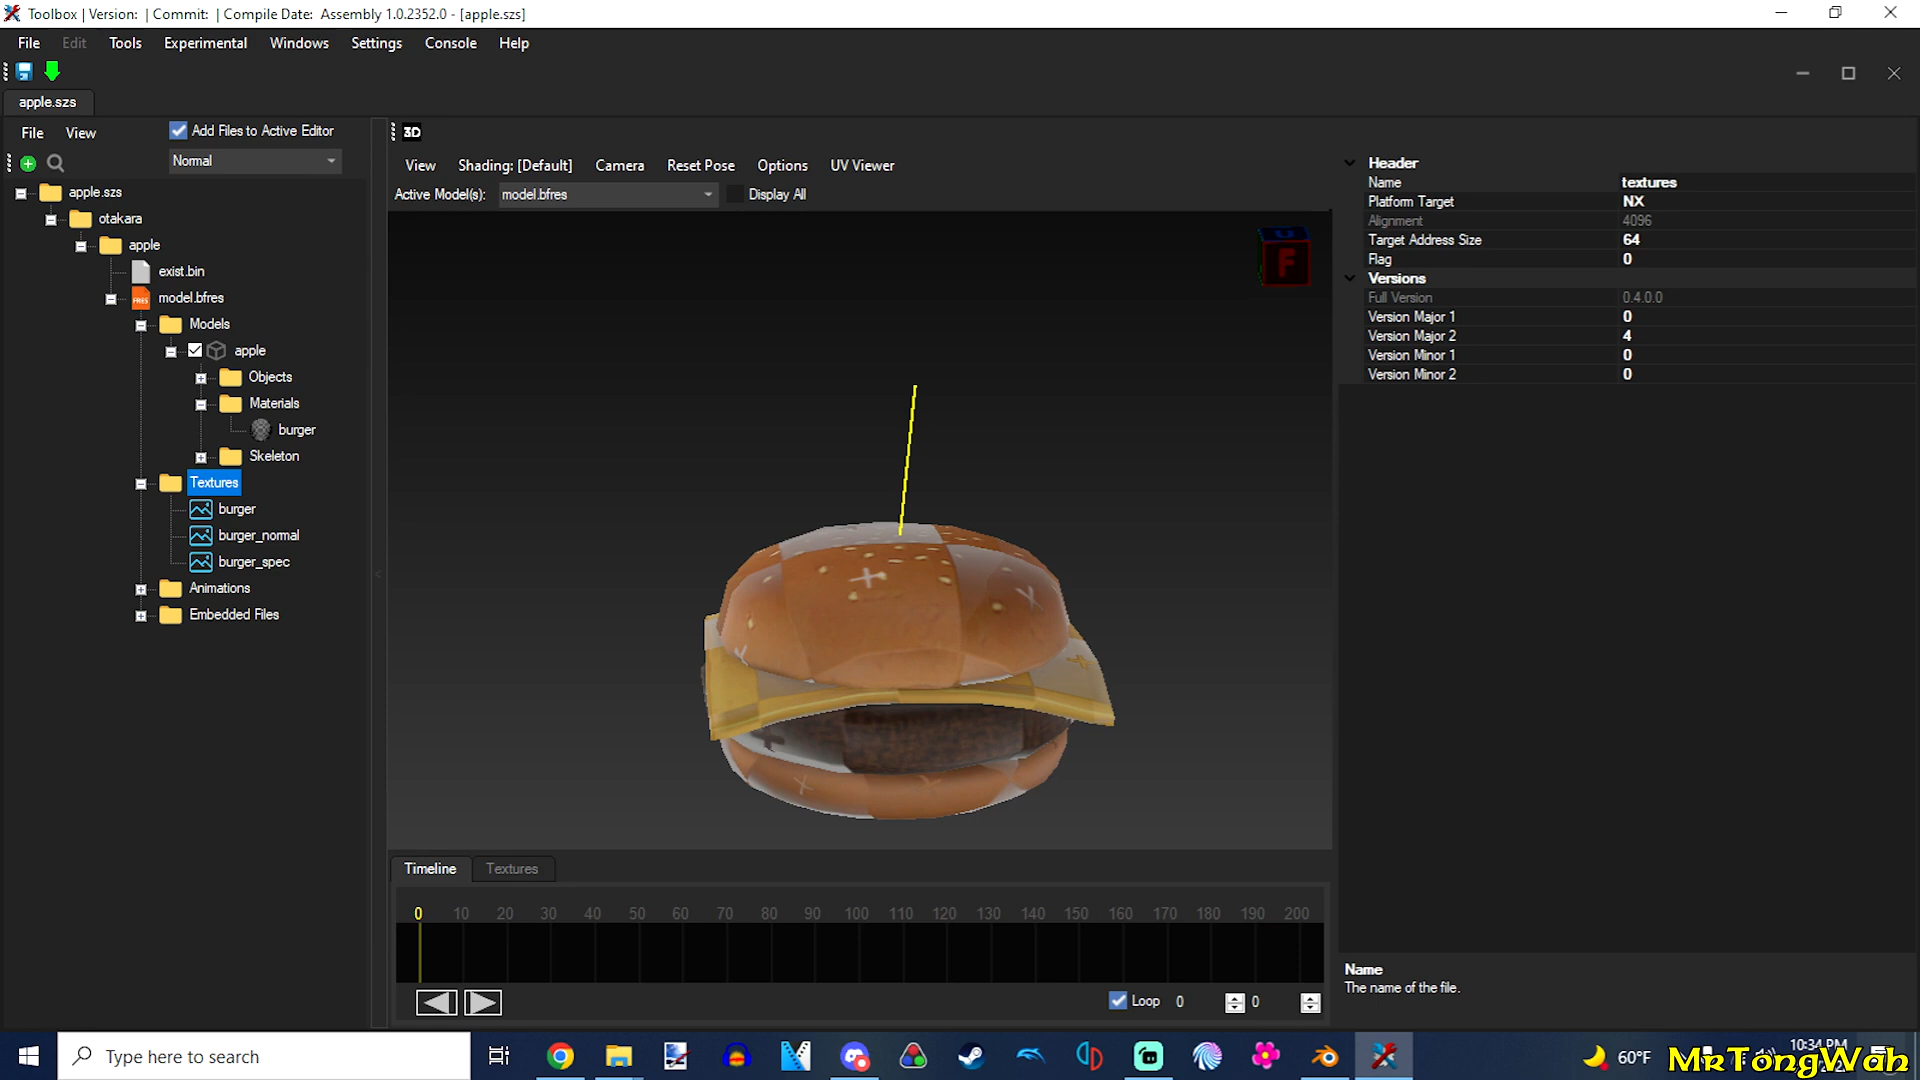 Toolbox | Version:  | Commit:  | Compile Date:  Assembly 1.0.2352.0 - [apple.szs]
File Edit Tools Experimental Windows Settings Console Help
apple.szs
File View
Add Files to Active Editor
Normal
apple.szs
otakara
apple
exist.bin
FRES model.bfres
Models
apple
Objects
Materials
burger
Skeleton
Textures
burger
burger_normal
burger_spec
Animations
Embedded Files
3D
View Shading: [Default] Camera Reset Pose Options UV Viewer
Active Model(s): model.bfres Display All
F
Timeline Textures
0 10 20 30 40 50 60 70 80 90 100 110 120 130 140 150 160 170 180 190 200
Loop 0 0
Header
Name textures
Platform Target NX
Alignment 4096
Target Address Size 64
Flag 0
Versions
Full Version 0.4.0.0
Version Major 1 0
Version Major 2 4
Version Minor 1 0
Version Minor 2 0
Name
The name of the file.
Type here to search
60°F
10:34 PM
MrTongWah